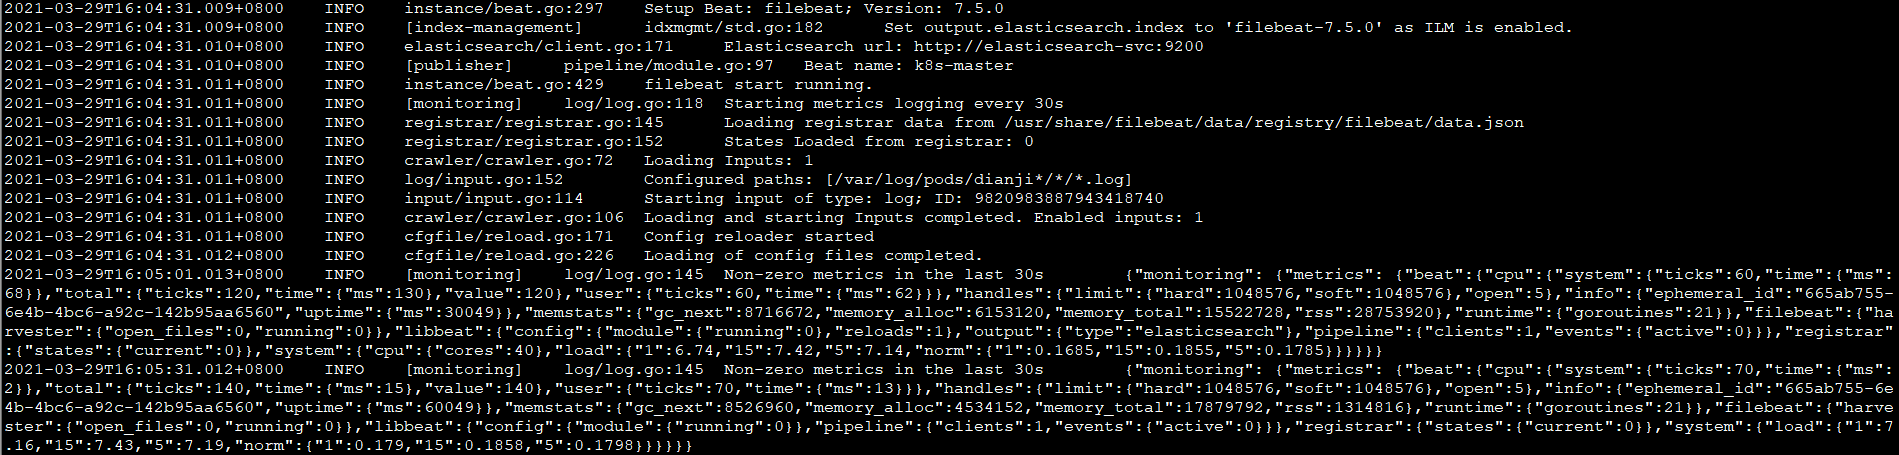 2021-03-29T16:04:31.009+0800    INFO    instance/beat.go:297    Setup Beat: filebeat; Version: 7.5.0
2021-03-29T16:04:31.009+0800    INFO    [index-management]      idxmgmt/std.go:182      Set output.elasticsearch.index to 'filebeat-7.5.0' as ILM is enabled.
2021-03-29T16:04:31.010+0800    INFO    elasticsearch/client.go:171     Elasticsearch url: http://elasticsearch-svc:9200
2021-03-29T16:04:31.010+0800    INFO    [publisher]     pipeline/module.go:97   Beat name: k8s-master
2021-03-29T16:04:31.011+0800    INFO    instance/beat.go:429    filebeat start running.
2021-03-29T16:04:31.011+0800    INFO    [monitoring]    log/log.go:118  Starting metrics logging every 30s
2021-03-29T16:04:31.011+0800    INFO    registrar/registrar.go:145      Loading registrar data from /usr/share/filebeat/data/registry/filebeat/data.json
2021-03-29T16:04:31.011+0800    INFO    registrar/registrar.go:152      States Loaded from registrar: 0
2021-03-29T16:04:31.011+0800    INFO    crawler/crawler.go:72   Loading Inputs: 1
2021-03-29T16:04:31.011+0800    INFO    log/input.go:152        Configured paths: [/var/log/pods/dianji*/*/*.log]
2021-03-29T16:04:31.011+0800    INFO    input/input.go:114      Starting input of type: log; ID: 9820983887943418740
2021-03-29T16:04:31.011+0800    INFO    crawler/crawler.go:106  Loading and starting Inputs completed. Enabled inputs: 1
2021-03-29T16:04:31.011+0800    INFO    cfgfile/reload.go:171   Config reloader started
2021-03-29T16:04:31.012+0800    INFO    cfgfile/reload.go:226   Loading of config files completed.
2021-03-29T16:05:01.013+0800    INFO    [monitoring]    log/log.go:145  Non-zero metrics in the last 30s        {"monitoring": {"metrics": {"beat":{"cpu":{"system":{"ticks":60,"time":{"ms":
68}},"total":{"ticks":120,"time":{"ms":130},"value":120},"user":{"ticks":60,"time":{"ms":62}}},"handles":{"limit":{"hard":1048576,"soft":1048576},"open":5},"info":{"ephemeral_id":"665ab755-
6e4b-4bc6-a92c-142b95aa6560","uptime":{"ms":30049}},"memstats":{"gc_next":8716672,"memory_alloc":6153120,"memory_total":15522728,"rss":28753920},"runtime":{"goroutines":21}},"filebeat":{"ha
rvester":{"open_files":0,"running":0}},"libbeat":{"config":{"module":{"running":0},"reloads":1},"output":{"type":"elasticsearch"},"pipeline":{"clients":1,"events":{"active":0}}},"registrar"
:{"states":{"current":0}},"system":{"cpu":{"cores":40},"load":{"1":6.74,"15":7.42,"5":7.14,"norm":{"1":0.1685,"15":0.1855,"5":0.1785}}}}}}
2021-03-29T16:05:31.012+0800    INFO    [monitoring]    log/log.go:145  Non-zero metrics in the last 30s        {"monitoring": {"metrics": {"beat":{"cpu":{"system":{"ticks":70,"time":{"ms":
2}},"total":{"ticks":140,"time":{"ms":15},"value":140},"user":{"ticks":70,"time":{"ms":13}}},"handles":{"limit":{"hard":1048576,"soft":1048576},"open":5},"info":{"ephemeral_id":"665ab755-6e
4b-4bc6-a92c-142b95aa6560","uptime":{"ms":60049}},"memstats":{"gc_next":8526960,"memory_alloc":4534152,"memory_total":17879792,"rss":1314816},"runtime":{"goroutines":21}},"filebeat":{"harve
ster":{"open_files":0,"running":0}},"libbeat":{"config":{"module":{"running":0}},"pipeline":{"clients":1,"events":{"active":0}}},"registrar":{"states":{"current":0}},"system":{"load":{"1":7
.16,"15":7.43,"5":7.19,"norm":{"1":0.179,"15":0.1858,"5":0.1798}}}}}}